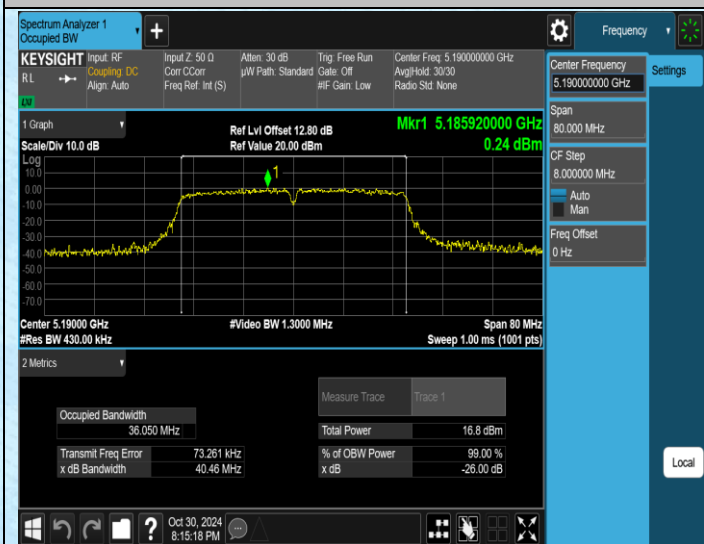 Spectrum Analyzer 1
Occupied BW
Frequency
KEYSIGHT
Input: RF
Coupling: DC
Align: Auto
Input Z: 50 Ω
Corr CCorr
Freq Ref: Int (S)
Atten: 30 dB
µW Path: Standard
Trig: Free Run
Gate: Off
#IF Gain: Low
Center Freq: 5.190000000 GHz
Avg|Hold: 30/30
Radio Std: None
R L
LXI
Center Frequency
5.190000000 GHz
Settings
Span
80.000 MHz
CF Step
8.000000 MHz
Auto
Man
Freq Offset
0 Hz
Local
1 Graph
Scale/Div 10.0 dB
Ref Lvl Offset 12.80 dB
Ref Value 20.00 dBm
Mkr1 5.185920000 GHz
0.24 dBm
Log
10.0
0.00
-10.0
-20.0
-30.0
-40.0
-50.0
-60.0
-70.0
1
Center 5.19000 GHz
#Res BW 430.00 kHz
#Video BW 1.3000 MHz
Span 80 MHz
Sweep 1.00 ms (1001 pts)
2 Metrics
Measure Trace
Trace 1
Occupied Bandwidth
36.050 MHz
Total Power
16.8 dBm
Transmit Freq Error
73.261 kHz
% of OBW Power
99.00 %
x dB Bandwidth
40.46 MHz
x dB
-26.00 dB
?
Oct 30, 2024
8:15:18 PM